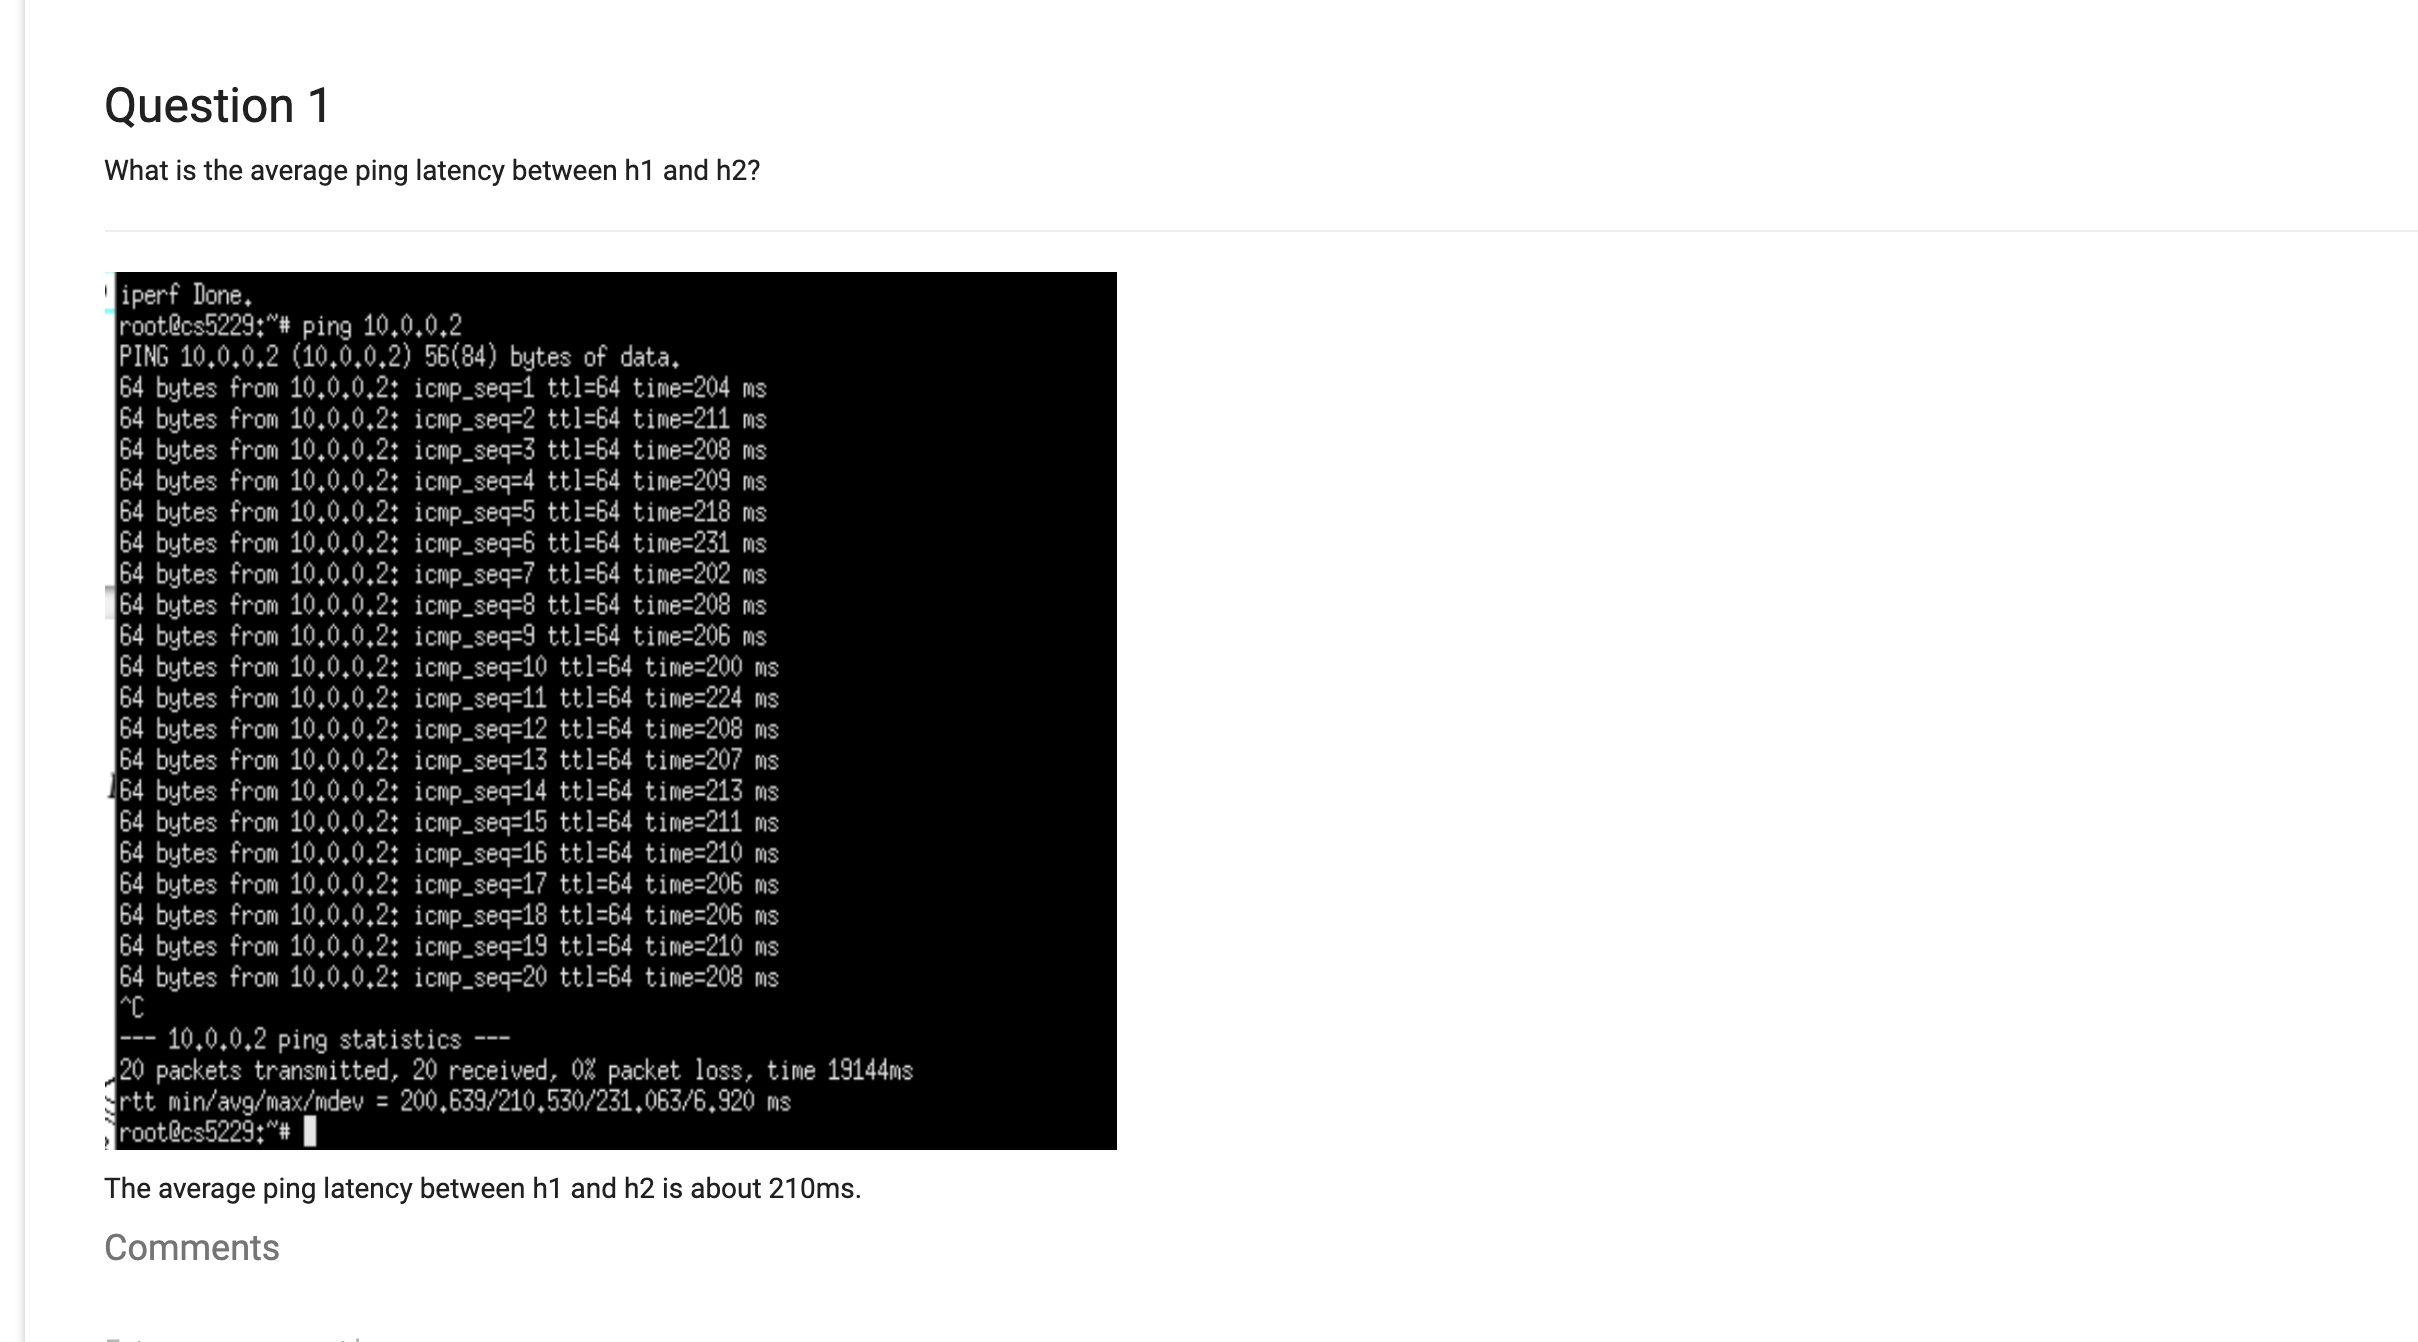 Question 1
What is the average ping latency between h1 and h2?
iperf Done.
root@cs5229:~# ping 10.0.0.2
PING 10.0.0.2 (10.0.0.2) 56(84) bytes of data.
64 bytes from 10.0.0.2: icmp_seq=1 ttl=64 time=204 ms
64 bytes from 10.0.0.2: icmp_seq=2 ttl=64 time=211 ms
64 bytes from 10.0.0.2: icmp_seq=3 ttl=64 time=208 ms
64 bytes from 10.0.0.2: icmp_seq=4 ttl=64 time=209 ms
64 bytes from 10.0.0.2: icmp_seq=5 ttl=64 time=218 ms
64 bytes from 10.0.0.2: icmp_seq=6 ttl=64 time=231 ms
64 bytes from 10.0.0.2: icmp_seq=7 ttl=64 time=202 ms
64 bytes from 10.0.0.2: icmp_seq=8 ttl=64 time=208 ms
64 bytes from 10.0.0.2: icmp_seq=9 ttl=64 time=206 ms
64 bytes from 10.0.0.2: icmp_seq=10 ttl=64 time=200 ms
64 bytes from 10.0.0.2: icmp_seq=11 ttl=64 time=224 ms
64 bytes from 10.0.0.2: icmp_seq=12 ttl=64 time=208 ms
64 bytes from 10.0.0.2: icmp_seq=13 ttl=64 time=207 ms
64 bytes from 10.0.0.2: icmp_seq=14 ttl=64 time=213 ms
64 bytes from 10.0.0.2: icmp_seq=15 ttl=64 time=211 ms
64 bytes from 10.0.0.2: icmp_seq=16 ttl=64 time=210 ms
64 bytes from 10.0.0.2: icmp_seq=17 ttl=64 time=206 ms
64 bytes from 10.0.0.2: icmp_seq=18 ttl=64 time=206 ms
64 bytes from 10.0.0.2: icmp_seq=19 ttl=64 time=210 ms
64 bytes from 10.0.0.2: icmp_seq=20 ttl=64 time=208 ms
^C
--- 10.0.0.2 ping statistics ---
20 packets transmitted, 20 received, 0% packet loss, time 19144ms
rtt min/avg/max/mdev = 200.639/210.530/231.063/6.920 ms
root@cs5229:~#
The average ping latency between h1 and h2 is about 210ms.
Comments